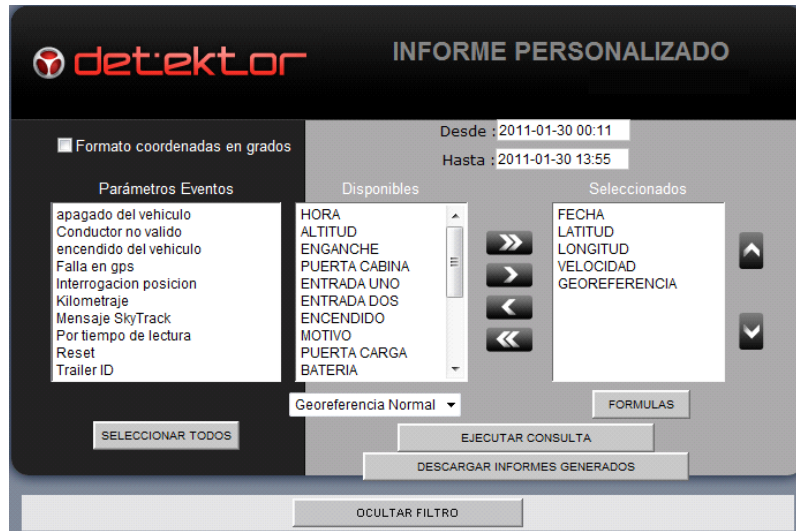 detektor
INFORME PERSONALIZADO
Formato coordenadas en grados
Desde : 2011-01-30 00:11
Hasta : 2011-01-30 13:55
Parámetros Eventos
apagado del vehiculo
Conductor no valido
encendido del vehiculo
Falla en gps
Interrogacion posicion
Kilometraje
Mensaje SkyTrack
Por tiempo de lectura
Reset
Trailer ID
SELECCIONAR TODOS
Disponibles
HORA
ALTITUD
ENGANCHE
PUERTA CABINA
ENTRADA UNO
ENTRADA DOS
ENCENDIDO
MOTIVO
PUERTA CARGA
BATERIA
Georeferencia Normal
Seleccionados
FECHA
LATITUD
LONGITUD
VELOCIDAD
GEOREFERENCIA
FORMULAS
EJECUTAR CONSULTA
DESCARGAR INFORMES GENERADOS
OCULTAR FILTRO